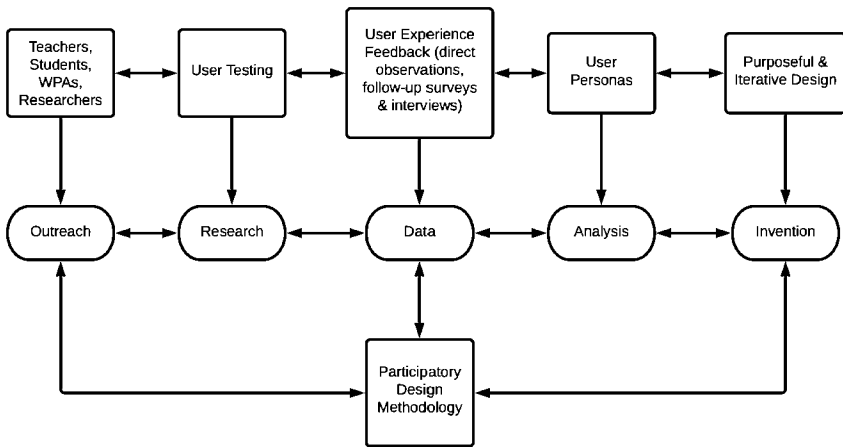 Teachers,
Students,
WPAs,
Researchers
User Testing
User Experience
Feedback (direct
observations,
follow-up surveys
& interviews)
User
Personas
Purposeful &
Iterative Design
Outreach
Research
Data
Analysis
Invention
Participatory
Design
Methodology